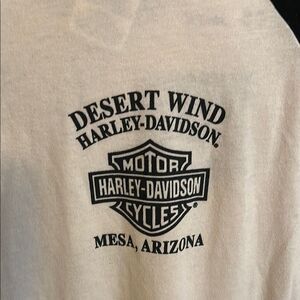 DESERT WIND
HARLEY-DAVIDSON®
MOTOR
HARLEY-DAVIDSON
CYCLES®
MESA, ARIZONA